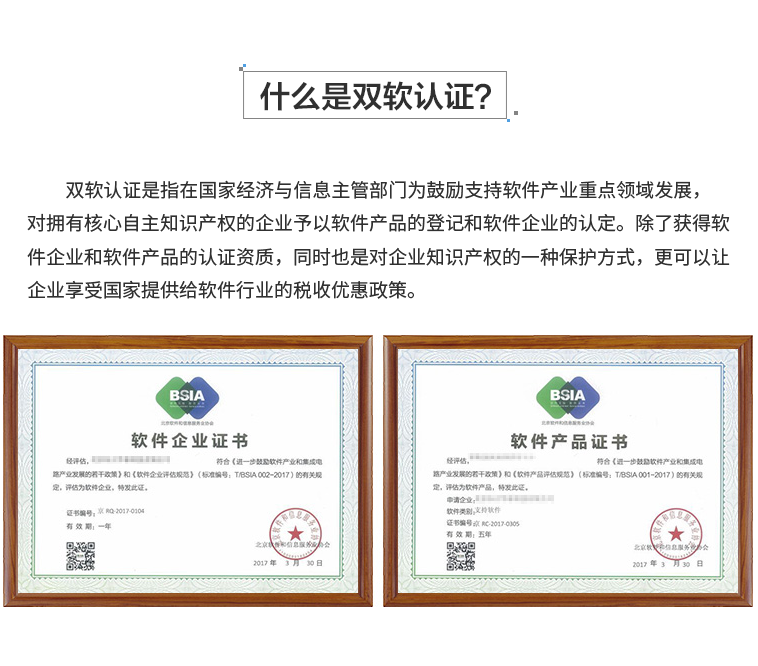 什么是双软认证?
双软认证是指在国家经济与信息主管部门为鼓励支持软件产业重点领域发展，
对拥有核心自主知识产权的企业予以软件产品的登记和软件企业的认定。除了获得软
件企业和软件产品的认证资质，同时也是对企业知识产权的一种保护方式，更可以让
企业享受国家提供给软件行业的税收优惠政策。
BSIA
北京软件和信息服务业协会
软件企业证书
经评估，
符合《进一步鼓励软件产业和集成电
路产业发展的若干政策》和《软件企业评估规范》（标准编号：T/BSIA 002-2017）的有关规
定，评估为软件企业，特发此证。
证书编号：京 RQ-2017-0104
有 效 期：一年
北京软件和信息服务业协会
2017 年 3 月 30 日
BSIA
北京软件和信息服务业协会
软件产品证书
经评估，
符合《进一步鼓励软件产业和集成电
路产业发展的若干政策》和《软件产品评估规范》（标准编号：T/BSIA 001-2017）的有关规
定，评估为软件产品，特发此证。
申请企业：
软件类别：支持软件
证书编号：京 RC-2017-0305
有 效 期：五年
北京软件和信息服务业协会
2017 年 3 月 30 日